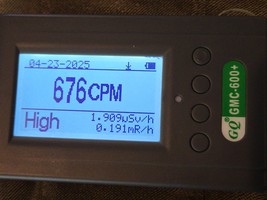 04-23-2025
676CPM
High
1.909uSv/h
0.191mR/h
GQ GMC-600+